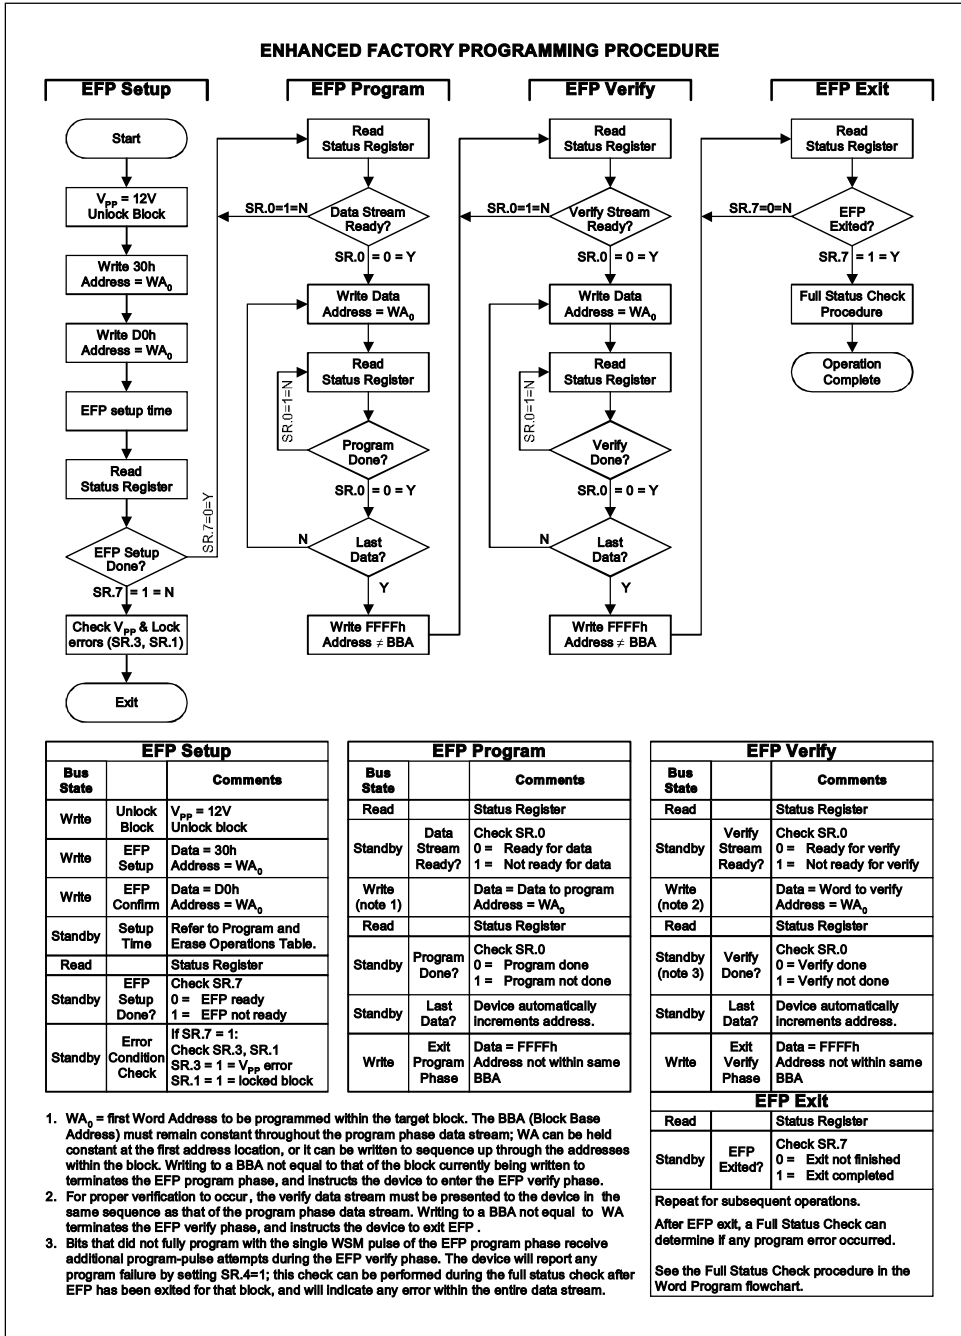 ENHANCED FACTORY PROGRAMMING PROCEDURE
EFP Setup
Start
VPP = 12V
Unlock Block
Write 30h
Address = WA0
Write D0h
Address = WA0
EFP setup time
Read
Status Register
EFP Setup
Done?
SR.7=0=Y
SR.7 = 1 = N
Check VPP & Lock
errors (SR.3, SR.1)
Exit
EFP Program
Read
Status Register
SR.0=1=N
Data Stream
Ready?
SR.0 = 0 = Y
Write Data
Address = WA0
Read
Status Register
SR.0=1=N
Program
Done?
SR.0 = 0 = Y
N
Last
Data?
Y
Write FFFFh
Address ≠ BBA
EFP Verify
Read
Status Register
SR.0=1=N
Verify Stream
Ready?
SR.0 = 0 = Y
Write Data
Address = WA0
Read
Status Register
SR.0=1=N
Verify
Done?
SR.0 = 0 = Y
N
Last
Data?
Y
Write FFFFh
Address ≠ BBA
EFP Exit
Read
Status Register
SR.7=0=N
EFP
Exited?
SR.7 = 1 = Y
Full Status Check
Procedure
Operation
Complete
EFP Setup
Bus
State
Comments
Write
Unlock
Block
VPP = 12V
Unlock block
Write
EFP
Setup
Data = 30h
Address = WA0
Write
EFP
Confirm
Data = D0h
Address = WA0
Standby
Setup
Time
Refer to Program and
Erase Operations Table.
Read
Status Register
Standby
EFP
Setup
Done?
Check SR.7
0 = EFP ready
1 = EFP not ready
Standby
Error
Condition
Check
If SR.7 = 1:
Check SR.3, SR.1
SR.3 = 1 = VPP error
SR.1 = 1 = locked block
EFP Program
Bus
State
Comments
Read
Status Register
Standby
Data
Stream
Ready?
Check SR.0
0 = Ready for data
1 = Not ready for data
Write
(note 1)
Data = Data to program
Address = WA0
Read
Status Register
Standby
Program
Done?
Check SR.0
0 = Program done
1 = Program not done
Standby
Last
Data?
Device automatically
increments address.
Write
Exit
Program
Phase
Data = FFFFh
Address not within same
BBA
EFP Verify
Bus
State
Comments
Read
Status Register
Standby
Verify
Stream
Ready?
Check SR.0
0 = Ready for verify
1 = Not ready for verify
Write
(note 2)
Data = Word to verify
Address = WA0
Read
Status Register
Standby
(note 3)
Verify
Done?
Check SR.0
0 = Verify done
1 = Verify not done
Standby
Last
Data?
Device automatically
increments address.
Write
Exit
Verify
Phase
Data = FFFFh
Address not within same
BBA
EFP Exit
Read
Status Register
Standby
EFP
Exited?
Check SR.7
0 = Exit not finished
1 = Exit completed
Repeat for subsequent operations.
After EFP exit, a Full Status Check can
determine if any program error occurred.
See the Full Status Check procedure in the
Word Program flowchart.
1. WA0 = first Word Address to be programmed within the target block. The BBA (Block Base
Address) must remain constant throughout the program phase data stream; WA can be held
constant at the first address location, or it can be written to sequence up through the addresses
within the block. Writing to a BBA not equal to that of the block currently being written to
terminates the EFP program phase, and instructs the device to enter the EFP verify phase.
2. For proper verification to occur, the verify data stream must be presented to the device in the
same sequence as that of the program phase data stream. Writing to a BBA not equal to WA
terminates the EFP verify phase, and instructs the device to exit EFP .
3. Bits that did not fully program with the single WSM pulse of the EFP program phase receive
additional program-pulse attempts during the EFP verify phase. The device will report any
program failure by setting SR.4=1; this check can be performed during the full status check after
EFP has been exited for that block, and will indicate any error within the entire data stream.